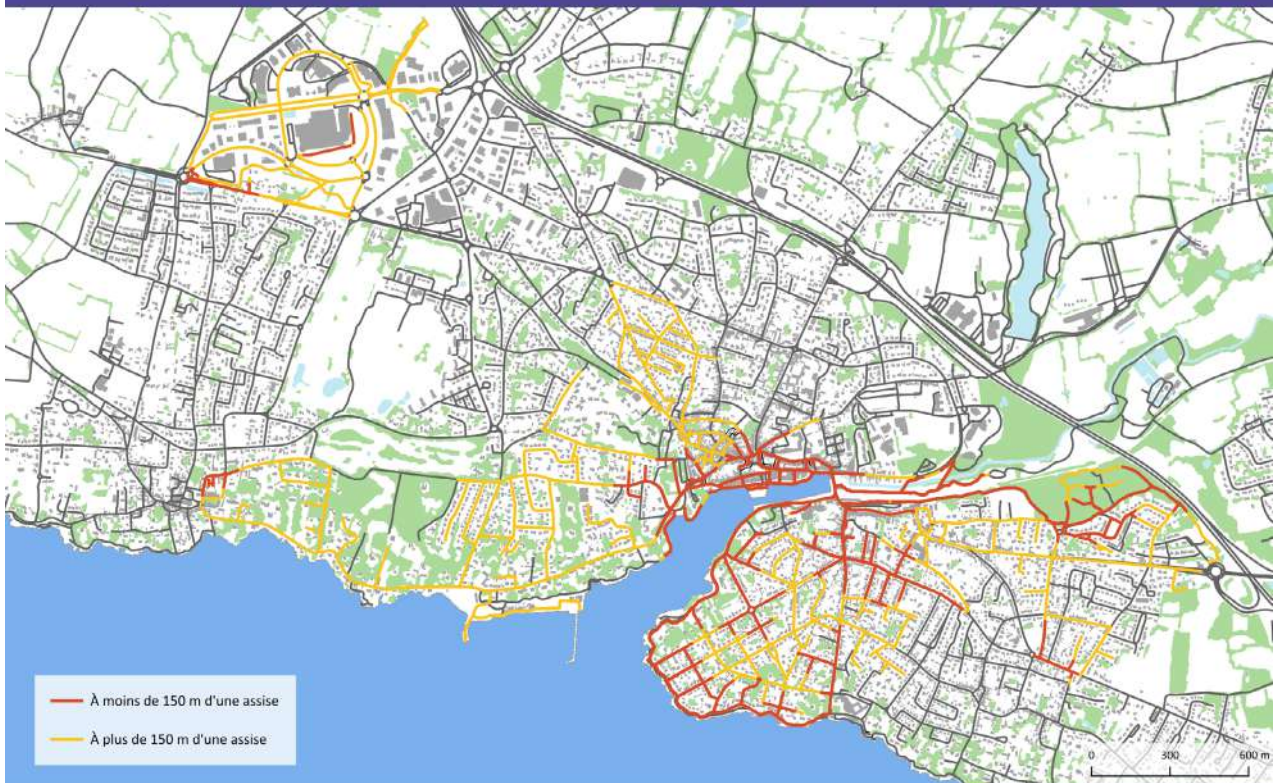 À moins de 150 m d'une assise
À plus de 150 m d'une assise
0 300 600 m